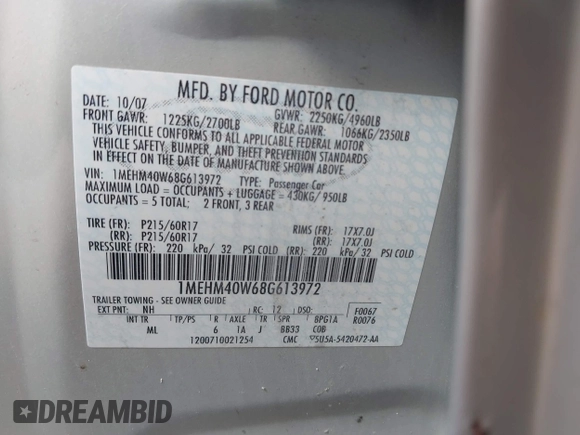 MFD. BY FORD MOTOR CO.
DATE: 10/07 GVWR: 2250KG/4960LB
FRONT GAWR: 1225KG/2700LB REAR GAWR: 1066KG/2350LB
THIS VEHICLE CONFORMS TO ALL APPLICABLE FEDERAL MOTOR
VEHICLE SAFETY, BUMPER, AND THEFT PREVENTION STANDARDS
IN EFFECT ON THE DATE OF MANUFACTURE SHOWN ABOVE.
VIN: 1MEHM40W68G613972 TYPE: Passenger Car
MAXIMUM LOAD = OCCUPANTS + LUGGAGE = 430KG/950LB
OCCUPANTS = 5 TOTAL: 2 FRONT, 3 REAR
TIRE (FR): P215/60R17 RIMS (FR): 17X7.0J
(RR): P215/60R17 (RR): 17X7.0J
PRESSURE (FR): 220 kPa/ 32 PSI COLD (RR): 220 kPa/ 32 PSI COLD
1MEHM40W68G613972
TRAILER TOWING - SEE OWNER GUIDE
EXT PNT: NH RC: 12 DSO: F0067
INT TR TP/PS R AXLE TR SPR BPG1A R0076
ML 6 1A J BB33 COB
1200710021254 CMC 5U5A-5420472-AA
DREAMBID